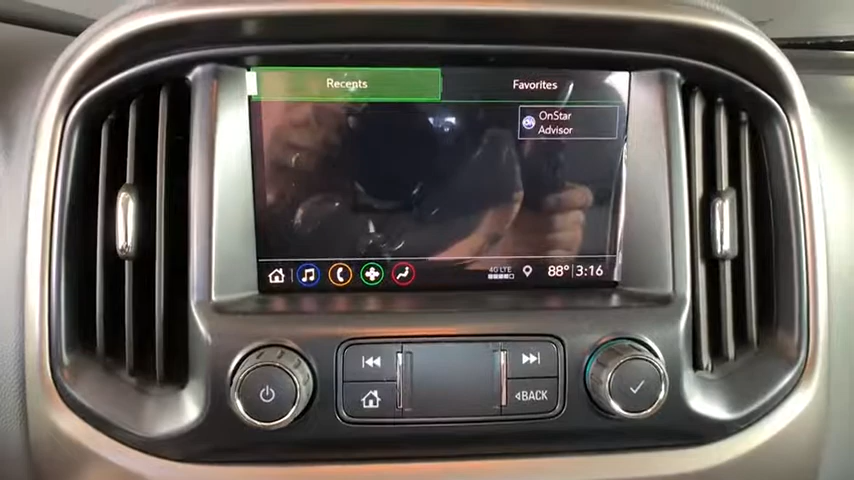 Recents
Favorites
OnStar
Advisor
4G LTE
88° 3:16
BACK